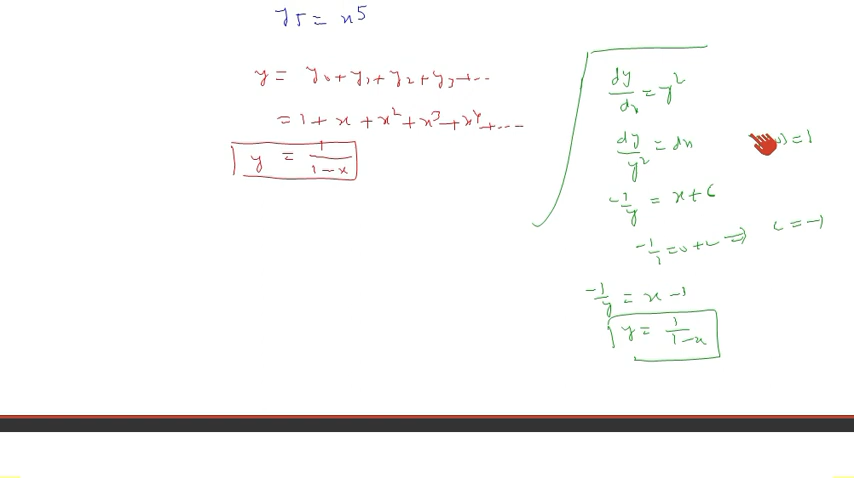 y₅ = x⁵
y = y₀ + y₁ + y₂ + y₃ + ...
= 1 + x + x² + x³ + x⁴ + ...
y = 1/(1-x)
dy/dx = y²
dy/y² = dx
) = 1
-1/y = x + c
-1/1 = 0 + c ⇒ c = -1
-1/y = x - 1
y = 1/(1-x)